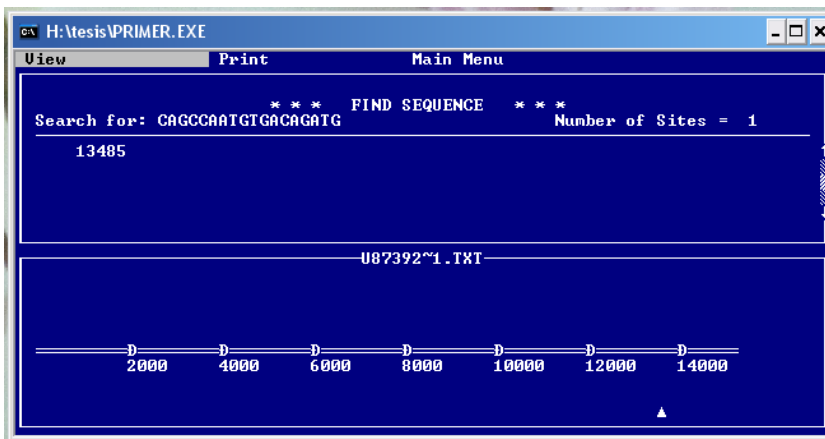 H:\tesis\PRIMER.EXE
View Print Main Menu
* * * FIND SEQUENCE * * *
Search for: CAGCCAATGTGACAGATG Number of Sites = 1
13485
U87392~1.TXT
D D D D D D D
2000 4000 6000 8000 10000 12000 14000